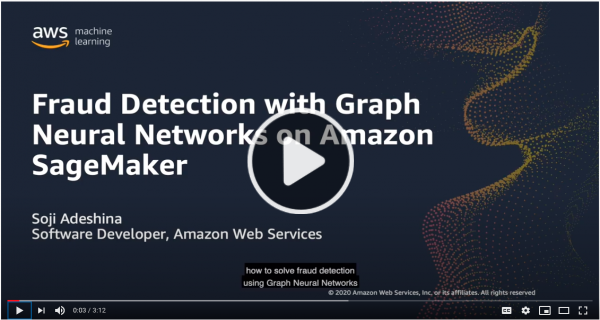 aws machine
learning
Fraud Detection with Graph
Neural Networks on Amazon
SageMaker
Soji Adeshina
Software Developer, Amazon Web Services
how to solve fraud detection
using Graph Neural Networks
© 2020 Amazon Web Services, Inc. or its affiliates. All rights reserved
0:03 / 3:12
CC